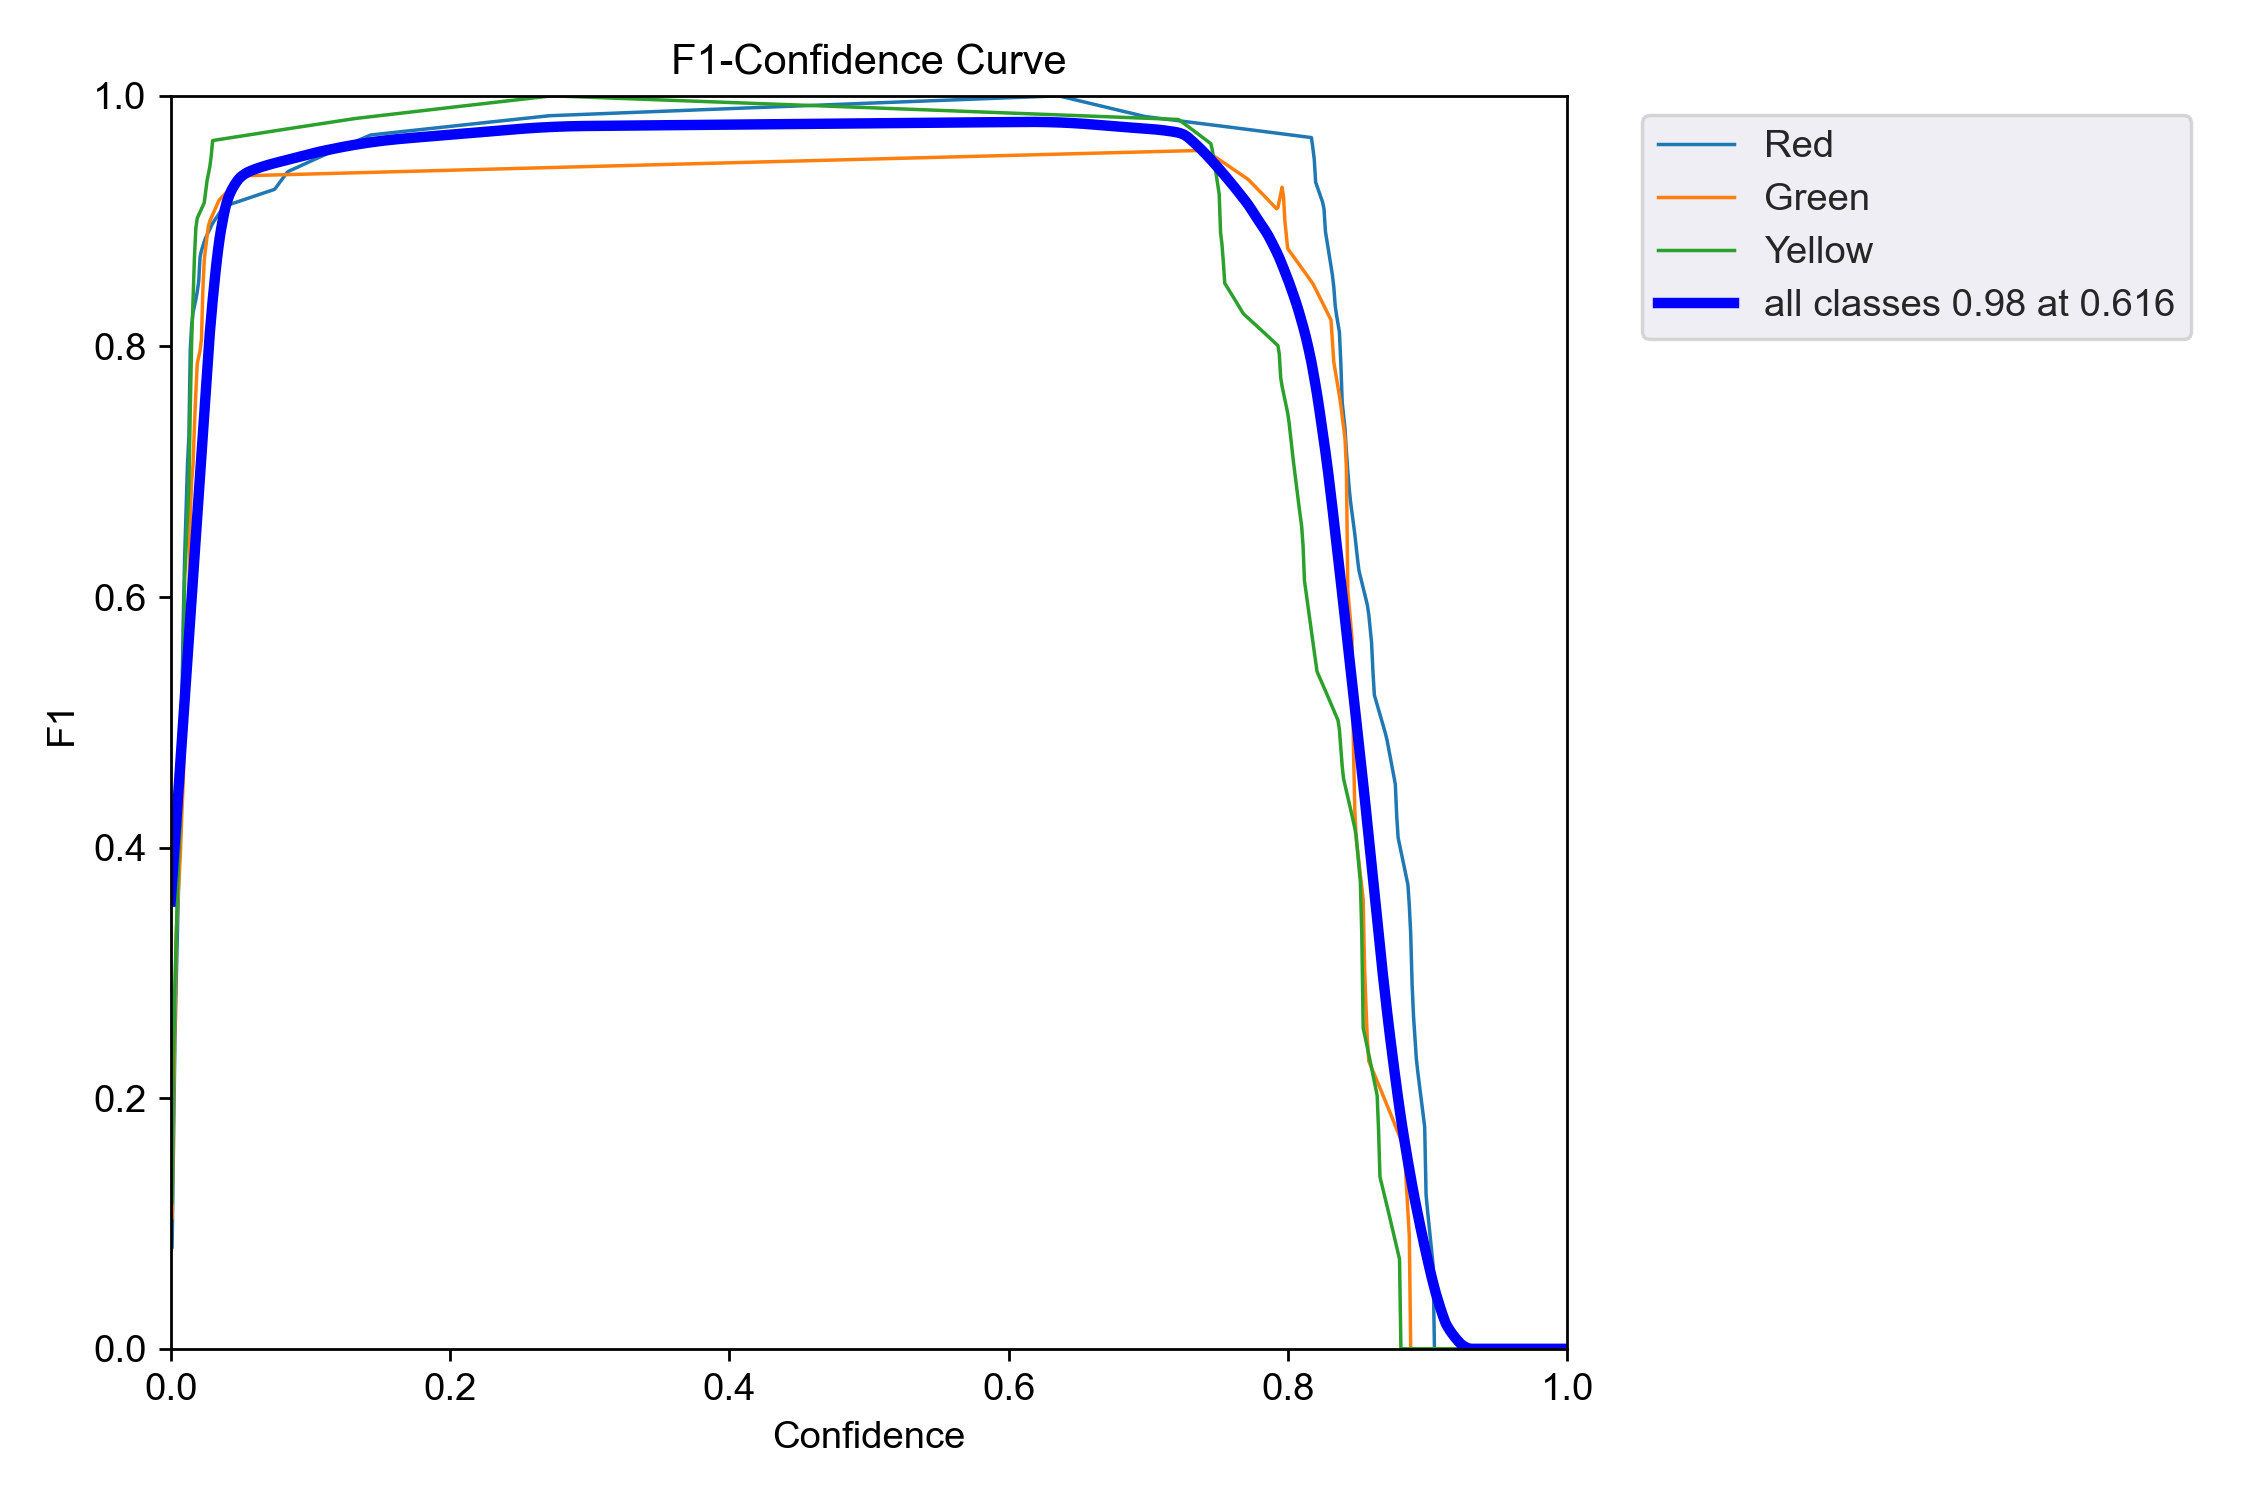 F1-Confidence Curve
1.0
0.8
0.6
0.4
0.2
0.0
F1
0.0 0.2 0.4 0.6 0.8 1.0
Confidence
Red
Green
Yellow
all classes 0.98 at 0.616